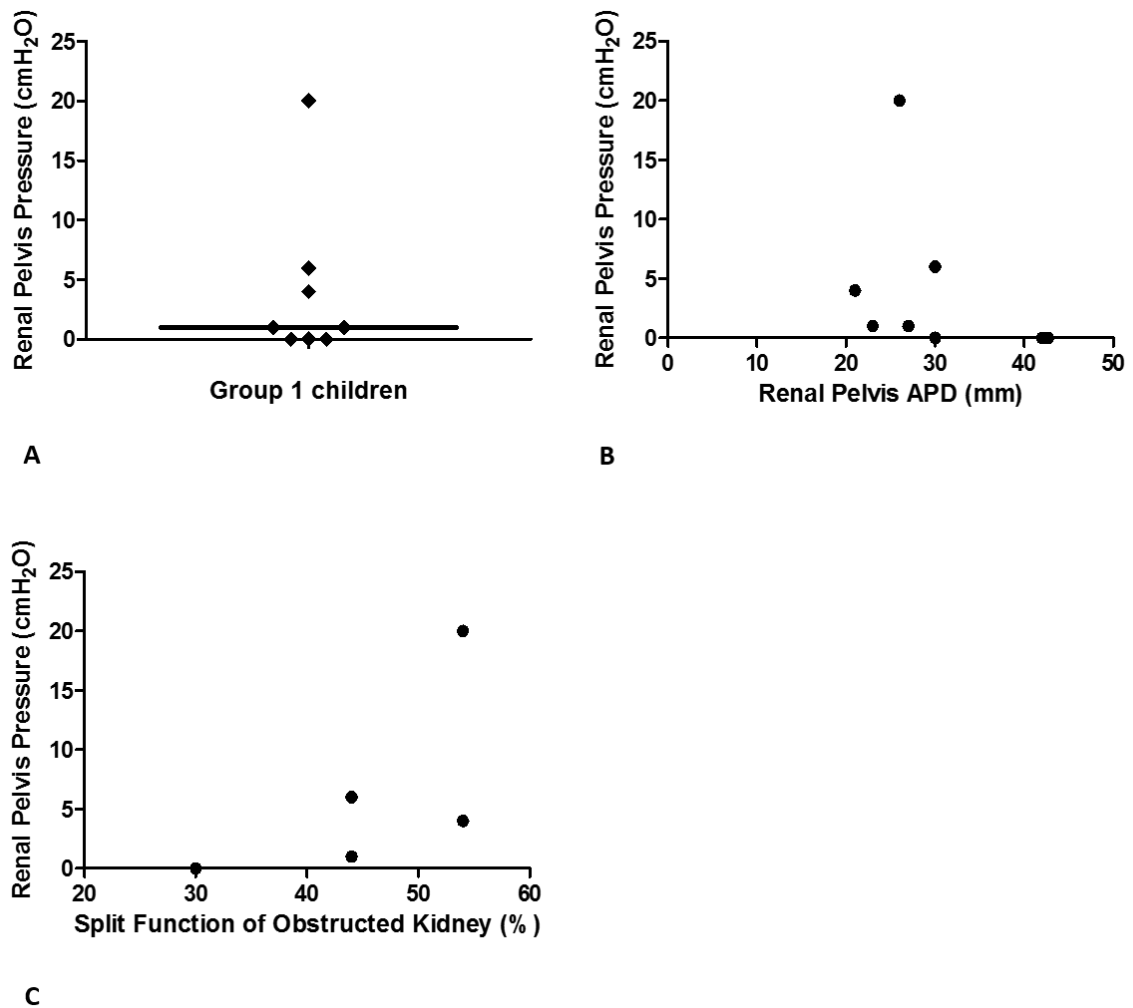 Renal Pelvis Pressure (cmH₂O)
25
20
15
10
5
0
Group 1 children
A
Renal Pelvis Pressure (cmH₂O)
25
20
15
10
5
0
0 10 20 30 40 50
Renal Pelvis APD (mm)
B
Renal Pelvis Pressure (cmH₂O)
25
20
15
10
5
0
20 30 40 50 60
Split Function of Obstructed Kidney (%)
C